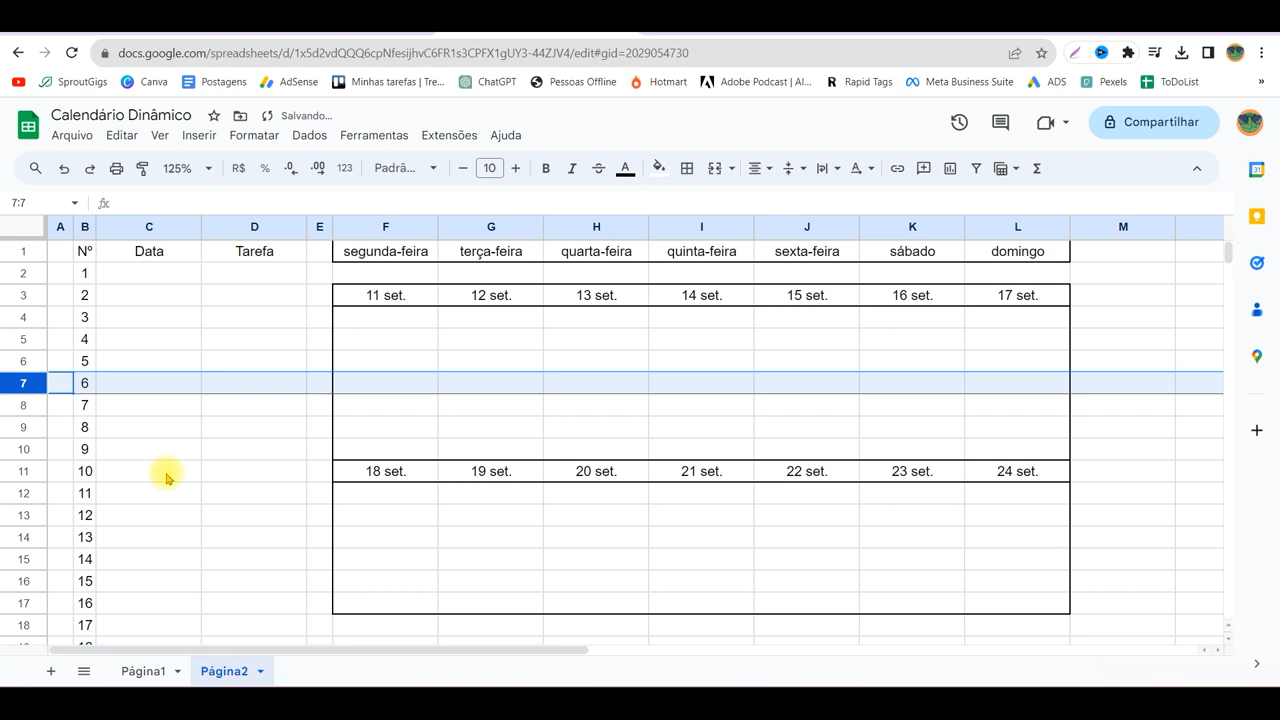 docs.google.com/spreadsheets/d/1x5d2vdQQQ6cpNfesijhvC6FR1s3CPFX1gUY3-44ZJV4/edit#gid=2029054730
SproutGigs Canva Postagens AdSense Minhas tarefas | Tre... ChatGPT Pessoas Offline Hotmart Adobe Podcast | AI... Rapid Tags Meta Business Suite ADS Pexels ToDoList »
Calendário Dinâmico Salvando...
Arquivo Editar Ver Inserir Formatar Dados Ferramentas Extensões Ajuda
Compartilhar
125% R$ % .0 .00 123 Padrã... 10 B I S A Σ
7:7 fx
A B C D E F G H I J K L M
1 Nº Data Tarefa segunda-feira terça-feira quarta-feira quinta-feira sexta-feira sábado domingo
2 1
3 2 11 set. 12 set. 13 set. 14 set. 15 set. 16 set. 17 set.
4 3
5 4
6 5
7 6
8 7
9 8
10 9
11 10 18 set. 19 set. 20 set. 21 set. 22 set. 23 set. 24 set.
12 11
13 12
14 13
15 14
16 15
17 16
18 17
Página1 Página2